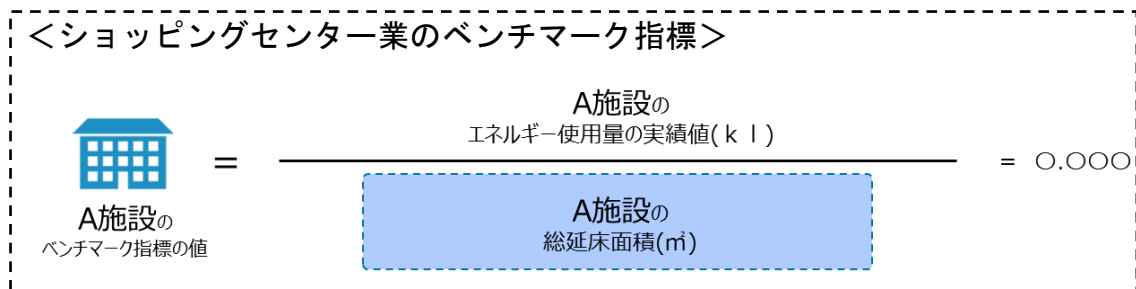 ＜ショッピングセンター業のベンチマーク指標＞
A施設の
エネルギー使用量の実績値(ｋｌ)
A施設の
ベンチマーク指標の値
=
A施設の
総延床面積(㎡)
= ○.○○○